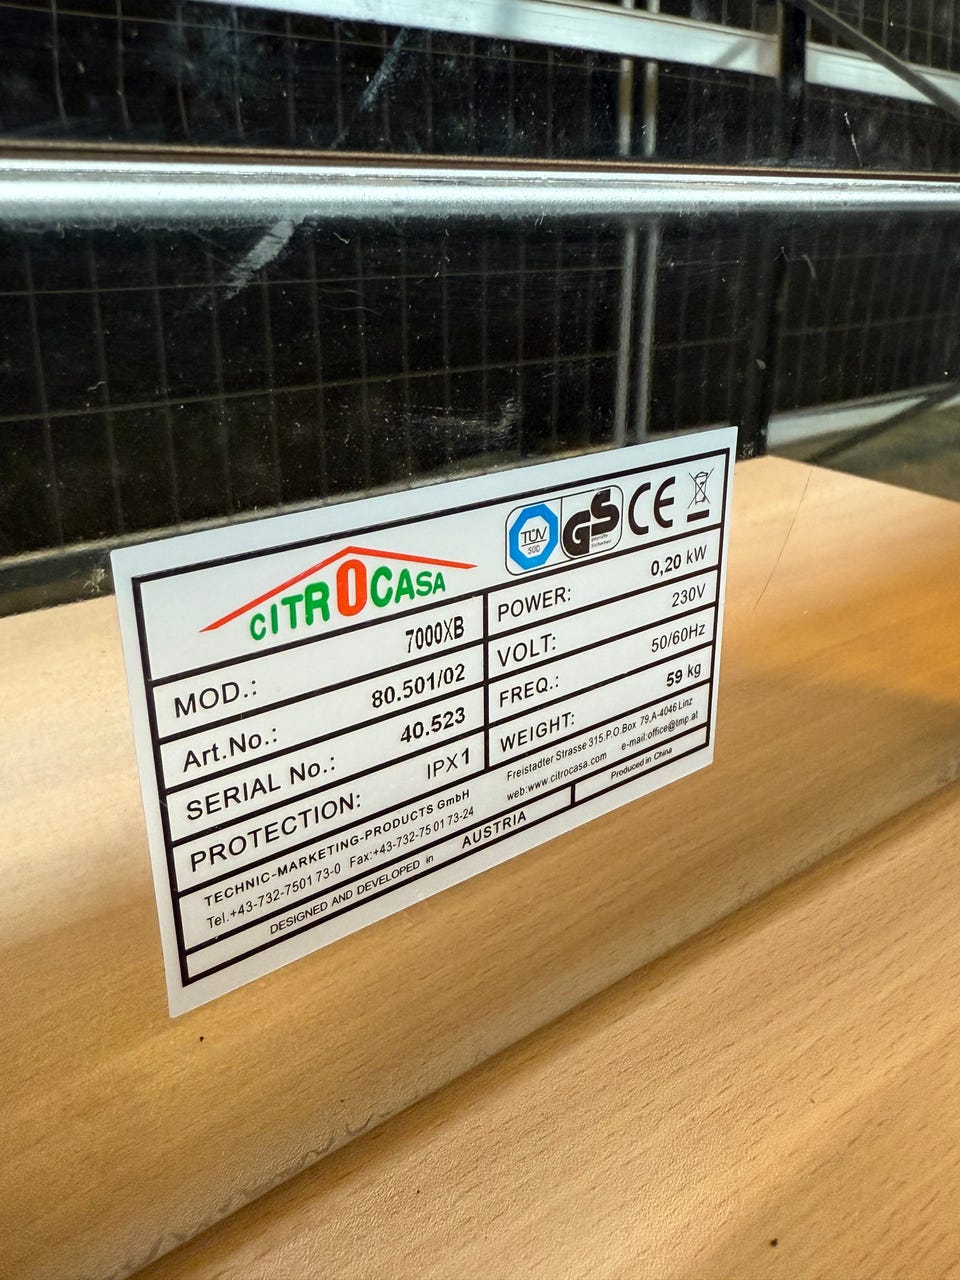 CITROCASA
TÜV
SÜD
GS
geprüfte
Sicherheit
CE
MOD.: 7000XB
Art.No.: 80.501/02
SERIAL No.: 40.523
PROTECTION: IPX1
POWER: 0,20 kW
VOLT: 230V
FREQ.: 50/60Hz
WEIGHT: 59 kg
TECHNIC-MARKETING-PRODUCTS GmbH Freistadter Strasse 315,P.O.Box 79,A-4046 Linz
Tel.+43-732-7501 73-0 Fax:+43-732-75 01 73-24 web:www.citrocasa.com e-mail:office@tmp.at
DESIGNED AND DEVELOPED in AUSTRIA Produced in China